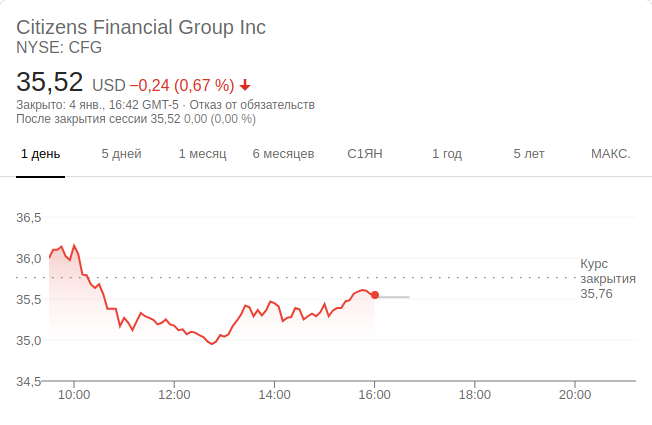 Citizens Financial Group Inc
NYSE: CFG
35,52 USD −0,24 (0,67 %)
Закрыто: 4 янв., 16:42 GMT-5 · Отказ от обязательств
После закрытия сессии 35,52 0,00 (0,00 %)
1 день 5 дней 1 месяц 6 месяцев С1ЯН 1 год 5 лет МАКС.
36,5
36,0
Курс
закрытия
35,76
35,5
35,0
34,5
10:00 12:00 14:00 16:00 18:00 20:00